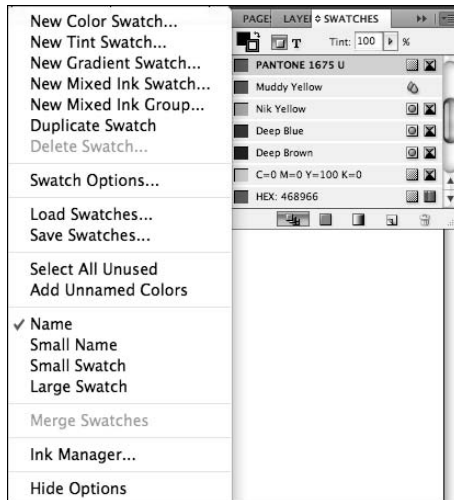 New Color Swatch...
New Tint Swatch...
New Gradient Swatch...
New Mixed Ink Swatch...
New Mixed Ink Group...
Duplicate Swatch
Delete Swatch...
Swatch Options...
Load Swatches...
Save Swatches...
Select All Unused
Add Unnamed Colors
✓ Name
Small Name
Small Swatch
Large Swatch
Merge Swatches
Ink Manager...
Hide Options
PAGE LAYE SWATCHES
T Tint: 100 %
PANTONE 1675 U
Muddy Yellow
Nik Yellow
Deep Blue
Deep Brown
C=0 M=0 Y=100 K=0
HEX: 468966